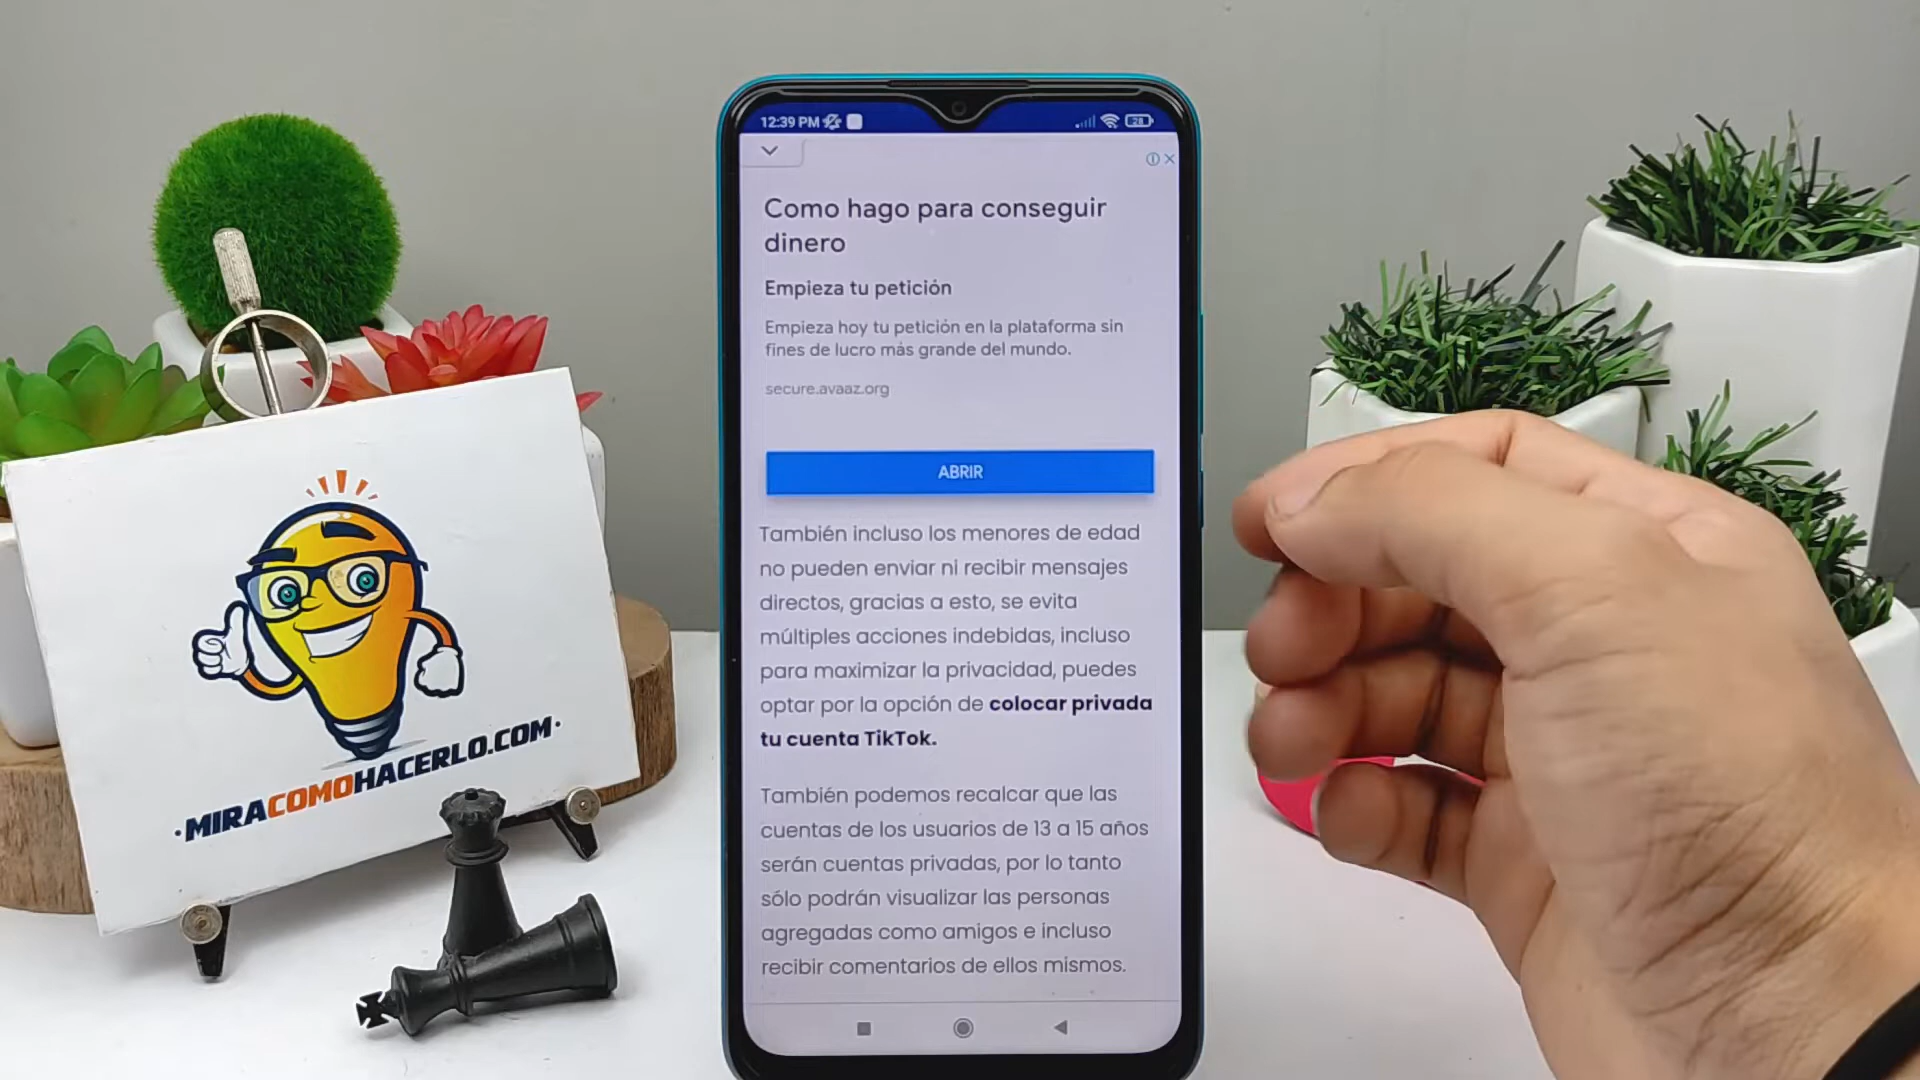 12:39 PM
28
Como hago para conseguir
dinero
Empieza tu petición
Empieza hoy tu petición en la plataforma sin
fines de lucro más grande del mundo.
secure.avaaz.org
ABRIR
También incluso los menores de edad
no pueden enviar ni recibir mensajes
directos, gracias a esto, se evita
múltiples acciones indebidas, incluso
para maximizar la privacidad, puedes
optar por la opción de colocar privada
tu cuenta TikTok.
También podemos recalcar que las
cuentas de los usuarios de 13 a 15 años
serán cuentas privadas, por lo tanto
sólo podrán visualizar las personas
agregadas como amigos e incluso
recibir comentarios de ellos mismos.
·MIRACOMOHACERLO.COM·